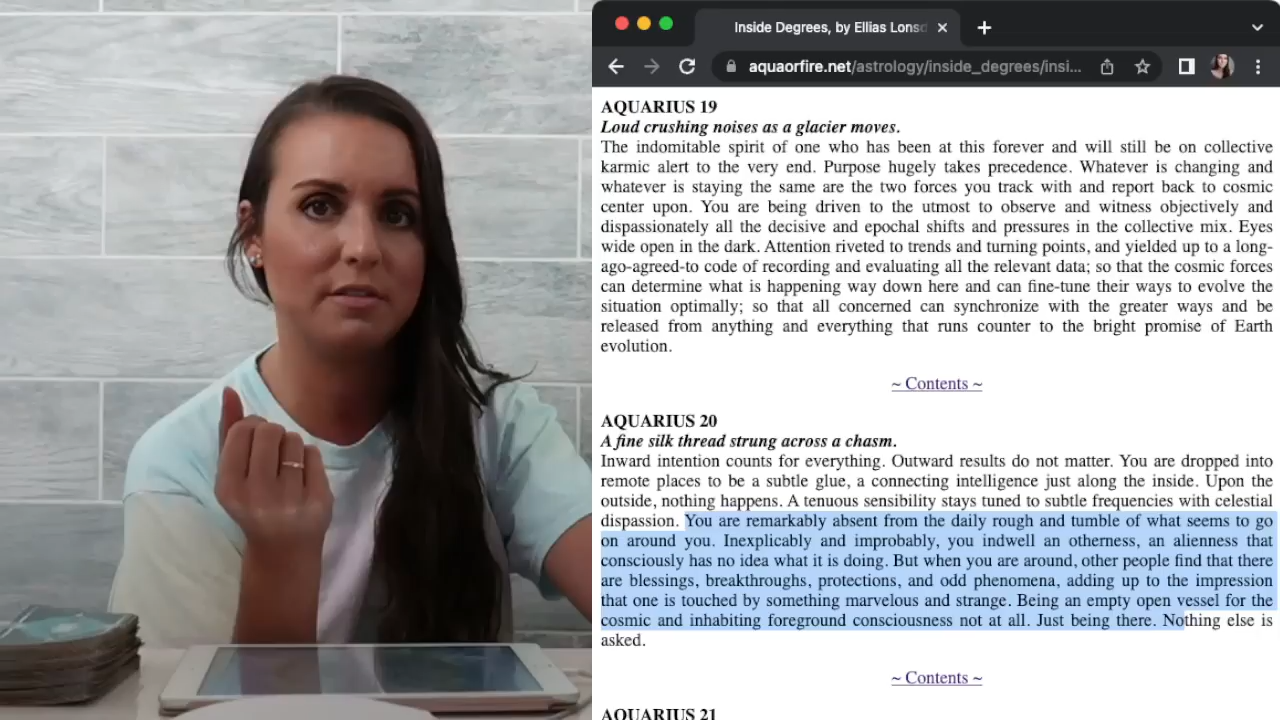 Inside Degrees, by Ellias Lonsd
aquaorfire.net/astrology/inside_degrees/insi...
AQUARIUS 19
Loud crushing noises as a glacier moves.
The indomitable spirit of one who has been at this forever and will still be on collective
karmic alert to the very end. Purpose hugely takes precedence. Whatever is changing and
whatever is staying the same are the two forces you track with and report back to cosmic
center upon. You are being driven to the utmost to observe and witness objectively and
dispassionately all the decisive and epochal shifts and pressures in the collective mix. Eyes
wide open in the dark. Attention riveted to trends and turning points, and yielded up to a long-
ago-agreed-to code of recording and evaluating all the relevant data; so that the cosmic forces
can determine what is happening way down here and can fine-tune their ways to evolve the
situation optimally; so that all concerned can synchronize with the greater ways and be
released from anything and everything that runs counter to the bright promise of Earth
evolution.
~ Contents ~
AQUARIUS 20
A fine silk thread strung across a chasm.
Inward intention counts for everything. Outward results do not matter. You are dropped into
remote places to be a subtle glue, a connecting intelligence just along the inside. Upon the
outside, nothing happens. A tenuous sensibility stays tuned to subtle frequencies with celestial
dispassion. You are remarkably absent from the daily rough and tumble of what seems to go
on around you. Inexplicably and improbably, you indwell an otherness, an alienness that
consciously has no idea what it is doing. But when you are around, other people find that there
are blessings, breakthroughs, protections, and odd phenomena, adding up to the impression
that one is touched by something marvelous and strange. Being an empty open vessel for the
cosmic and inhabiting foreground consciousness not at all. Just being there. Nothing else is
asked.
~ Contents ~
AQUARIUS 21